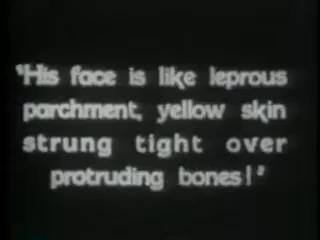 "His face is like leprous
parchment, yellow skin
strung tight over
protruding bones!"